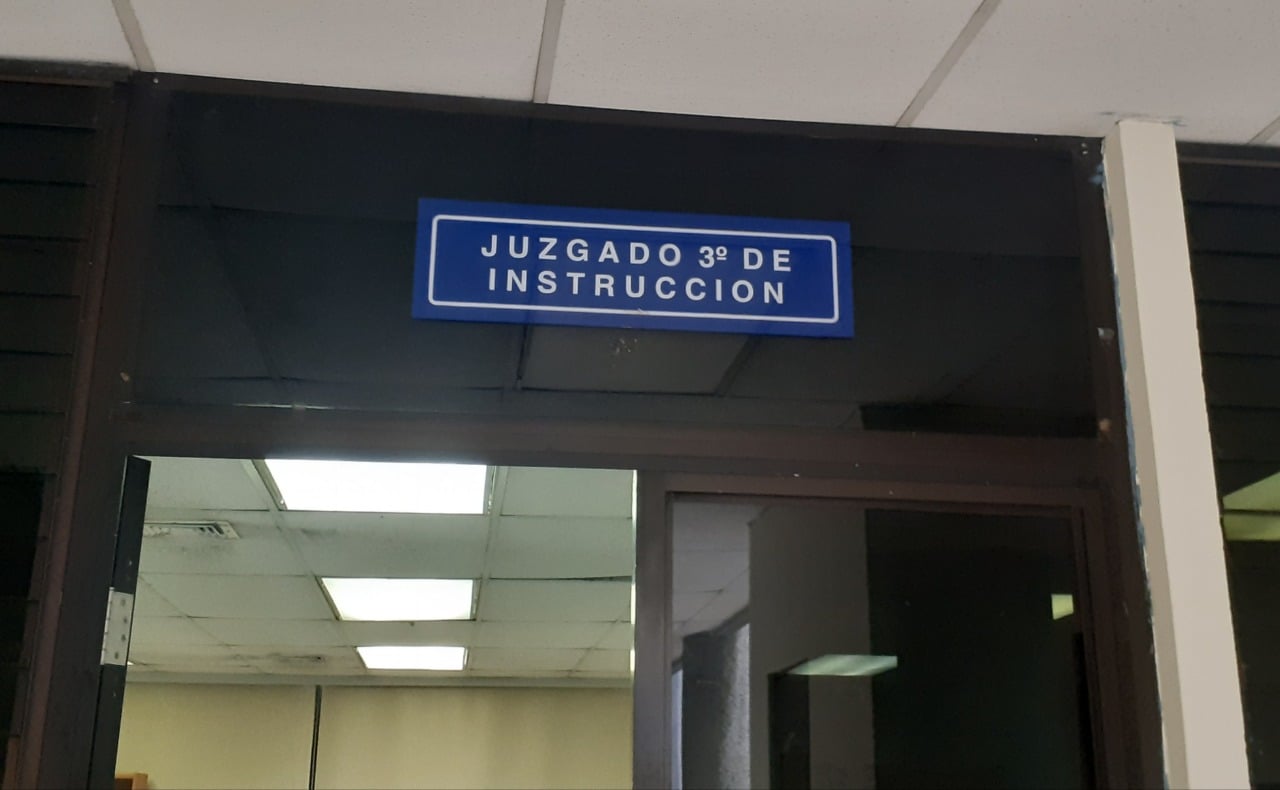 JUZGADO 3º DE
INSTRUCCION